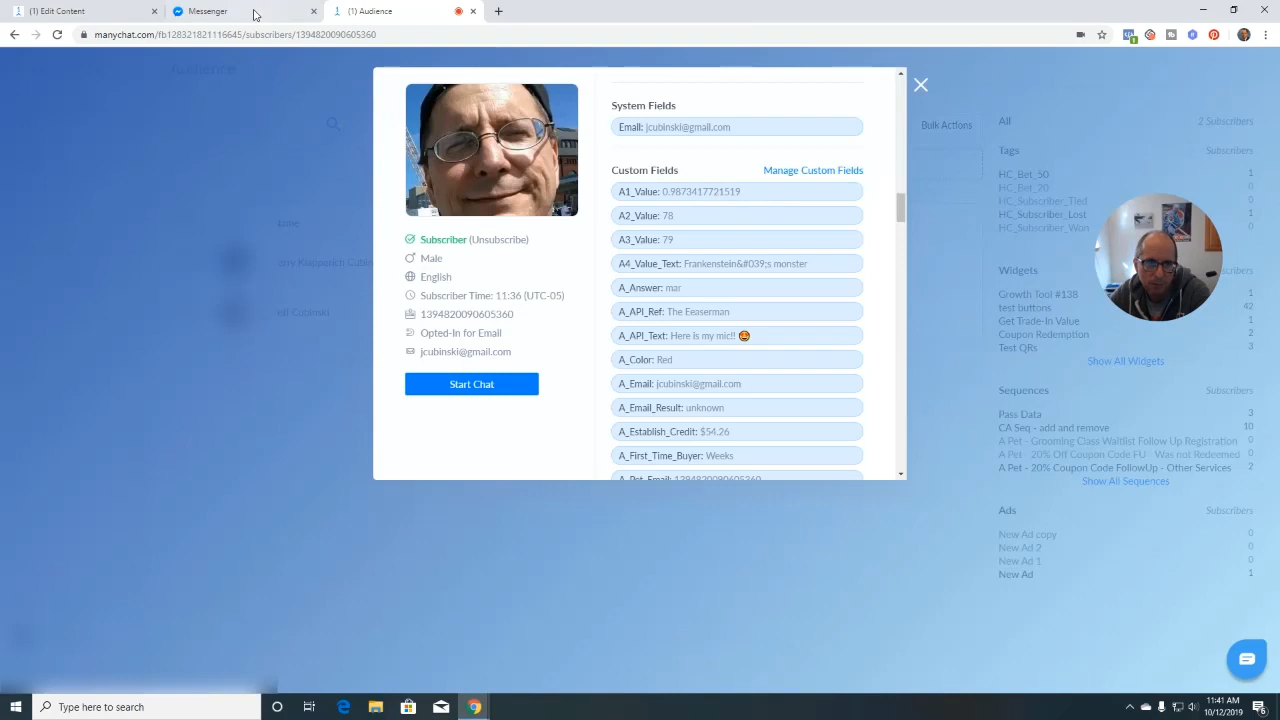 (1) Edit Content
Messenger
(1) Audience
manychat.com/fb128321821116645/subscribers/1394820090605360
1
System Fields
Email: jcubinski@gmail.com
Custom Fields
Manage Custom Fields
A1_Value: 0.9873417721519
A2_Value: 78
A3_Value: 79
A4_Value_Text: Frankenstein&#039;s monster
A_Answer: mar
A_API_Ref: The Eeaserman
A_API_Text: Here is my mic!! 🤩
A_Color: Red
A_Email: jcubinski@gmail.com
A_Email_Result: unknown
A_Establish_Credit: $54.26
A_First_Time_Buyer: Weeks
A_Pet_Email: 1394820090605360
Subscriber (Unsubscribe)
Male
English
Subscriber Time: 11:36 (UTC-05)
1394820090605360
Opted-In for Email
jcubinski@gmail.com
Start Chat
Bulk Actions
All 2 Subscribers
Tags Subscribers
HC_Bet_50 1
HC_Bet_20 0
HC_Subscriber_Tied 0
HC_Subscriber_Lost 1
HC_Subscriber_Won 0
Widgets
Growth Tool #138 1
test buttons 42
Get Trade-In Value 1
Coupon Redemption 2
Test QRs 3
Show All Widgets
Sequences Subscribers
Pass Data 3
CA Seq - add and remove 10
A Pet - Grooming Class Waitlist Follow Up Registration 0
A Pet - 20% Off Coupon Code FU - Was not Redeemed 0
A Pet - 20% Coupon Code FollowUp - Other Services 2
Show All Sequences
Ads Subscribers
New Ad copy 0
New Ad 2 0
New Ad 1 0
New Ad 1
Type here to search
11:41 AM
10/12/2019
6